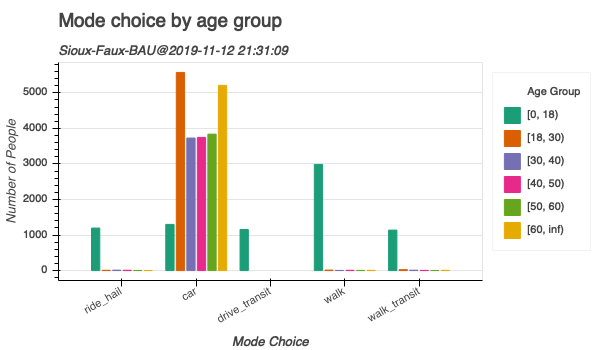 Mode choice by age group
Sioux-Faux-BAU@2019-11-12 21:31:09
Number of People
5000
4000
3000
2000
1000
0
ride_hail
car
drive_transit
walk
walk_transit
Mode Choice
Age Group
[0, 18)
[18, 30)
[30, 40)
[40, 50)
[50, 60)
[60, inf)